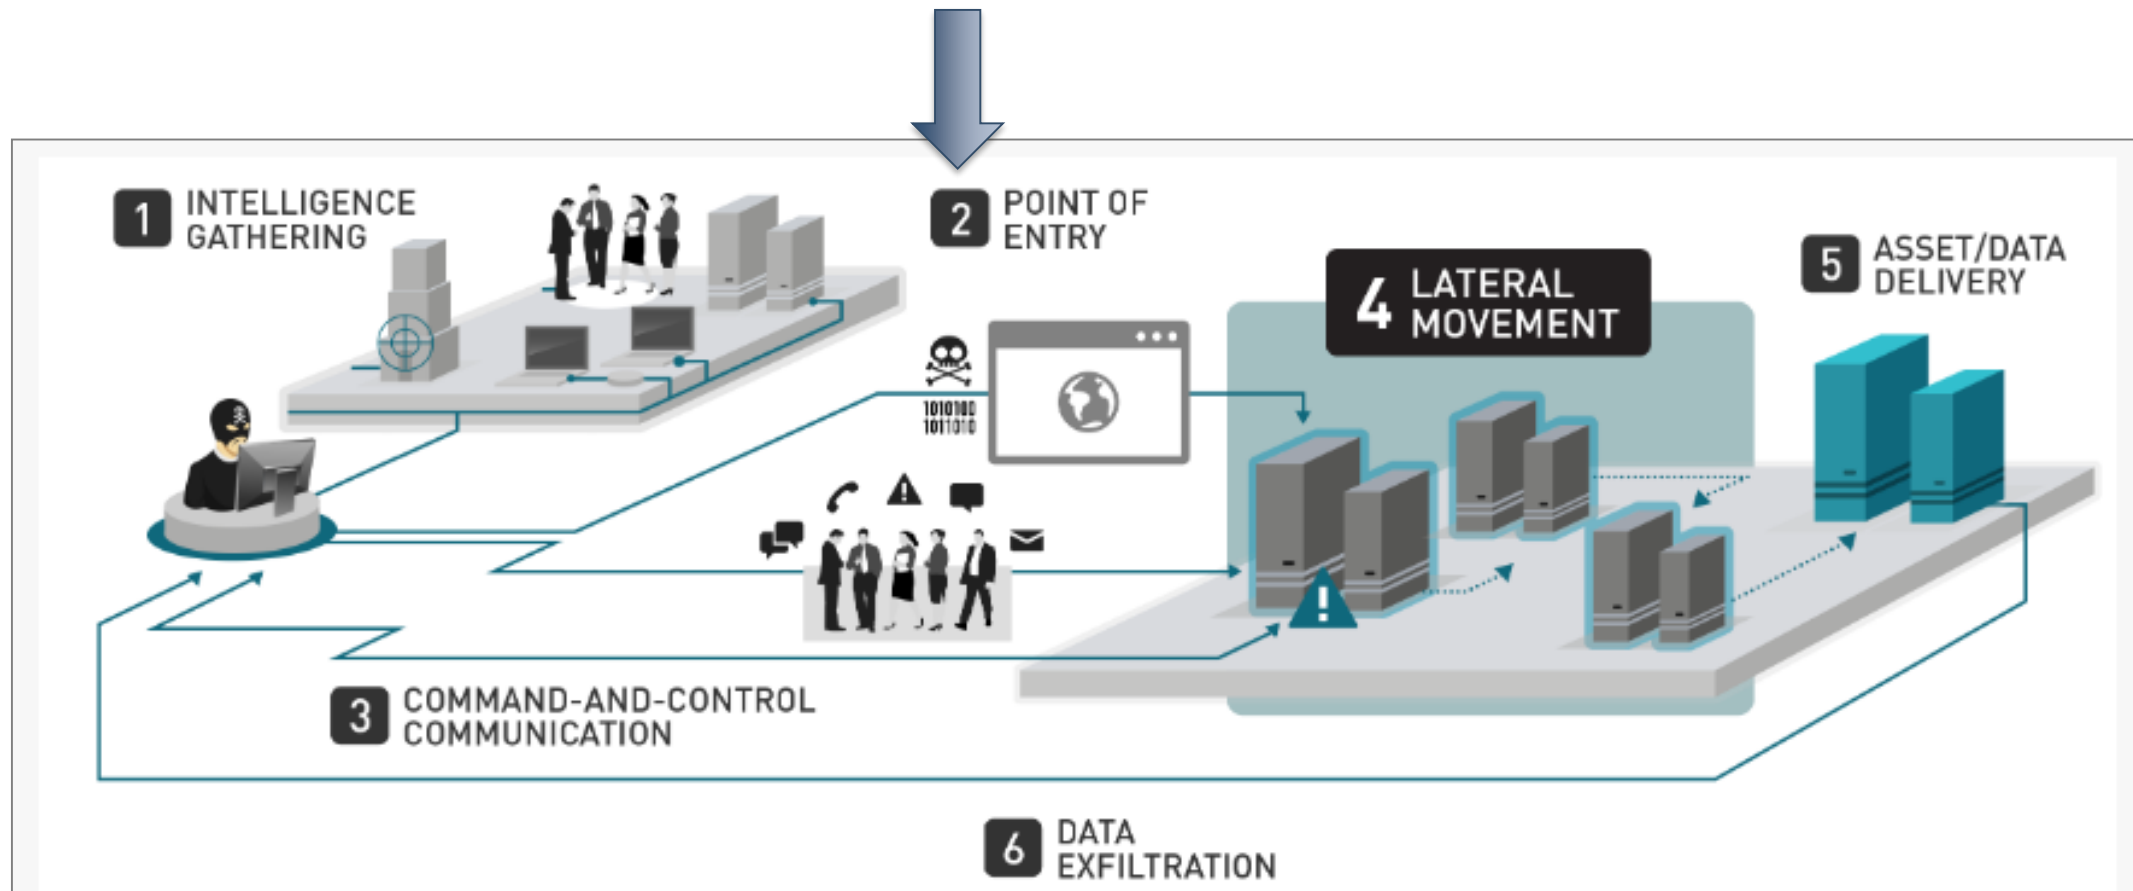 1 INTELLIGENCE
GATHERING
2 POINT OF
ENTRY
1010100
1011010
3 COMMAND-AND-CONTROL
COMMUNICATION
4 LATERAL
MOVEMENT
5 ASSET/DATA
DELIVERY
6 DATA
EXFILTRATION